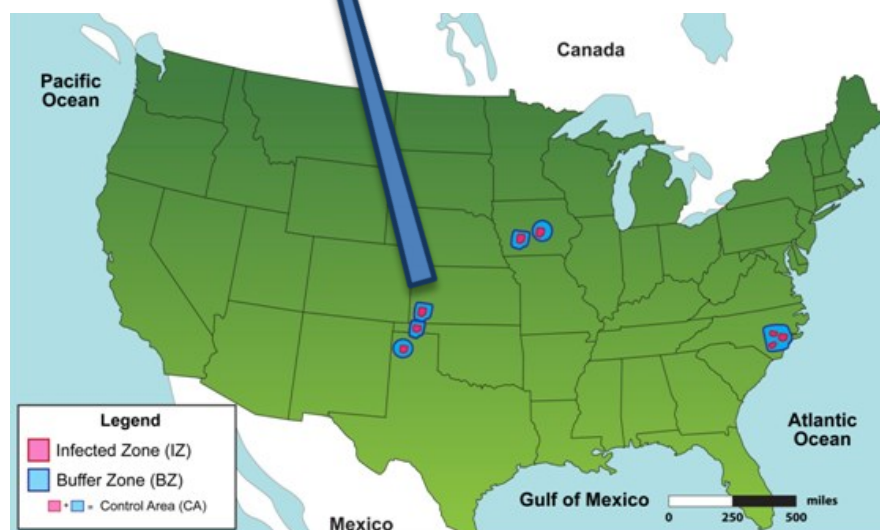 Canada
Pacific
Ocean
Legend
Infected Zone (IZ)
Buffer Zone (BZ)
+ = Control Area (CA)
Atlantic
Ocean
Gulf of Mexico
miles
0 250 500
Mexico